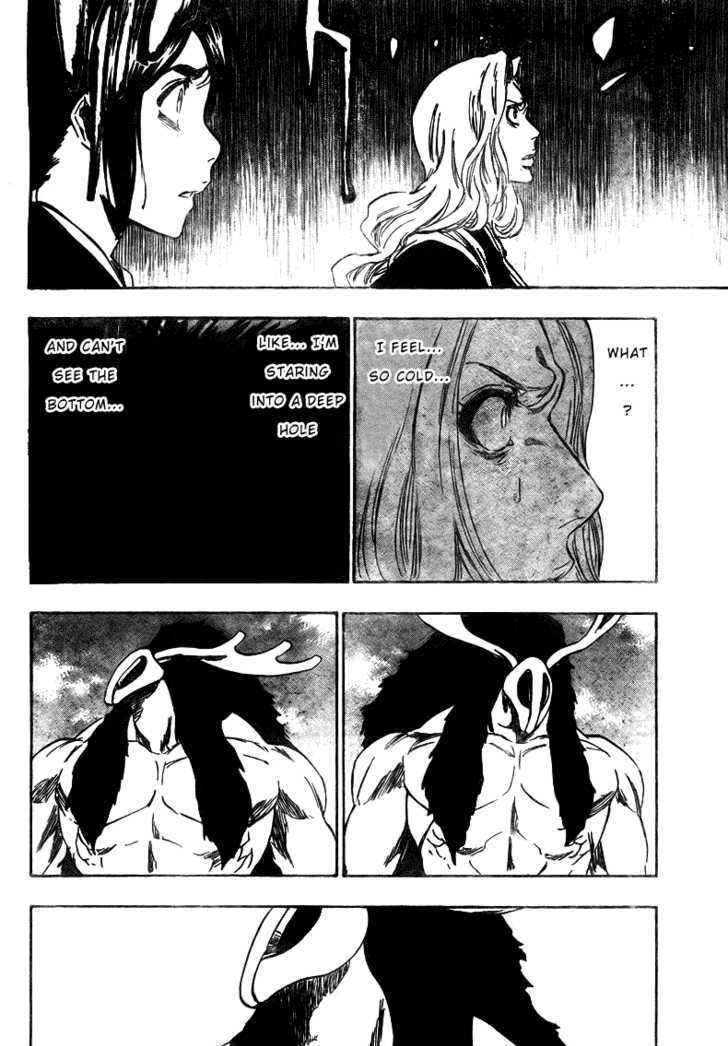 WHAT
...
?
I FEEL...
SO COLD...
LIKE... I'M
STARING
INTO A DEEP
HOLE
AND CAN'T
SEE THE
BOTTOM...